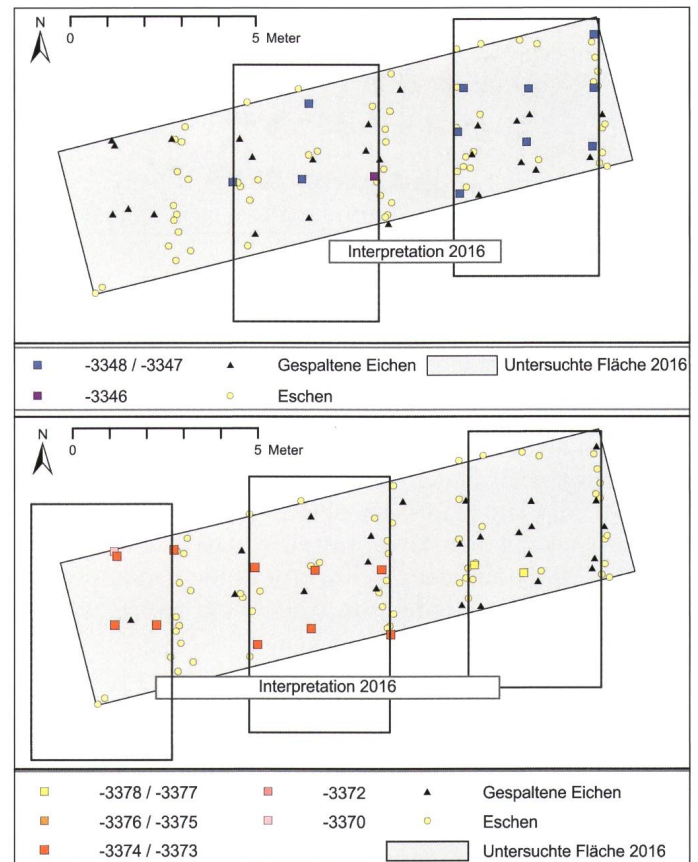 N
0 5 Meter
Interpretation 2016
-3348 / -3347 Gespaltene Eichen Untersuchte Fläche 2016
-3346 Eschen
N
0 5 Meter
Interpretation 2016
-3378 / -3377 -3372 Gespaltene Eichen
-3376 / -3375 -3370 Eschen
-3374 / -3373 Untersuchte Fläche 2016